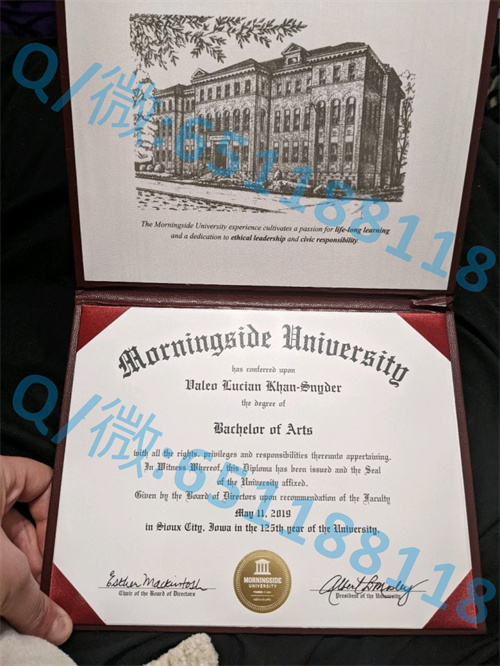 The Morningside University experience cultivates a passion for life-long learning
and a dedication to ethical leadership and civic responsibility.
Q/微:651188118
Morningside University
has conferred upon
Valeo Lucian Khan-Snyder
the degree of
Bachelor of Arts
with all the rights, privileges and responsibilities thereunto appertaining.
In Witness Whereof, this Diploma has been issued and the Seal
of the University affixed.
Given by the Board of Directors upon recommendation of the Faculty
May 11, 2019
in Sioux City, Iowa in the 125th year of the University.
Q/微:651188118
MORNINGSIDE
UNIVERSITY
Esther Mackintosh
Chair of the Board of Directors
President of the University